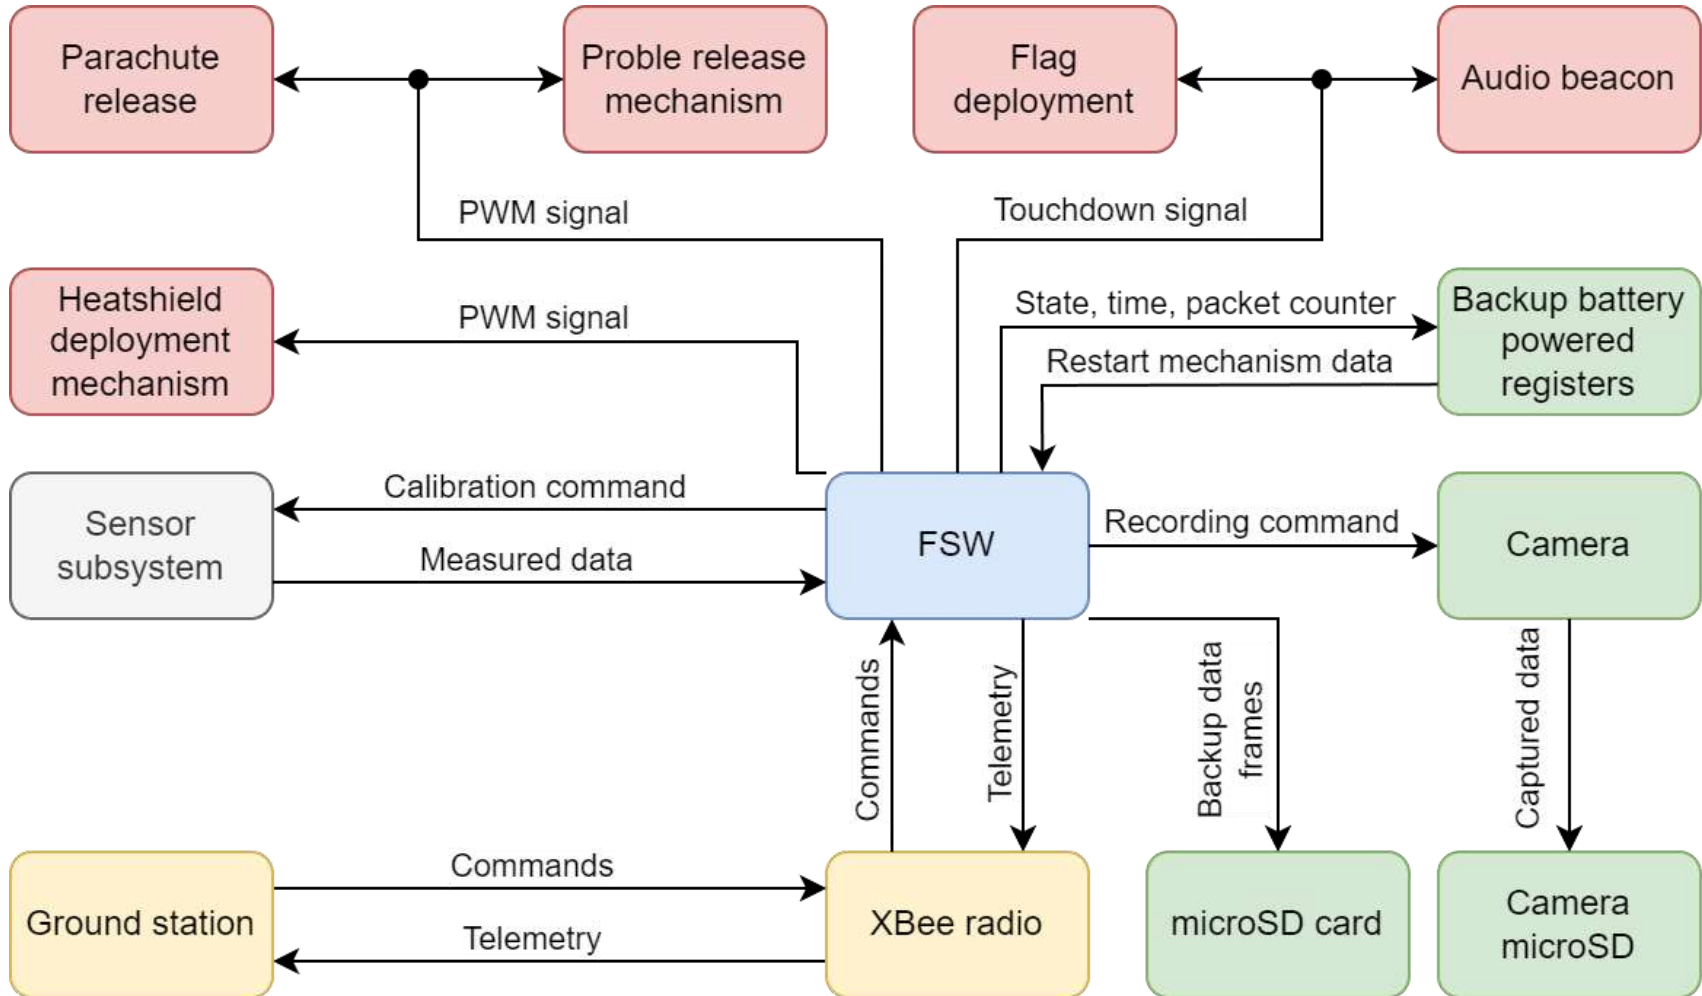 Parachute
release
Proble release
mechanism
Flag
deployment
Audio beacon
PWM signal
Touchdown signal
Heatshield
deployment
mechanism
PWM signal
State, time, packet counter
Restart mechanism data
Backup battery
powered
registers
Sensor
subsystem
Calibration command
Measured data
FSW
Recording command
Camera
Commands
Telemetry
Backup data
frames
Captured data
Ground station
Commands
Telemetry
XBee radio
microSD card
Camera
microSD